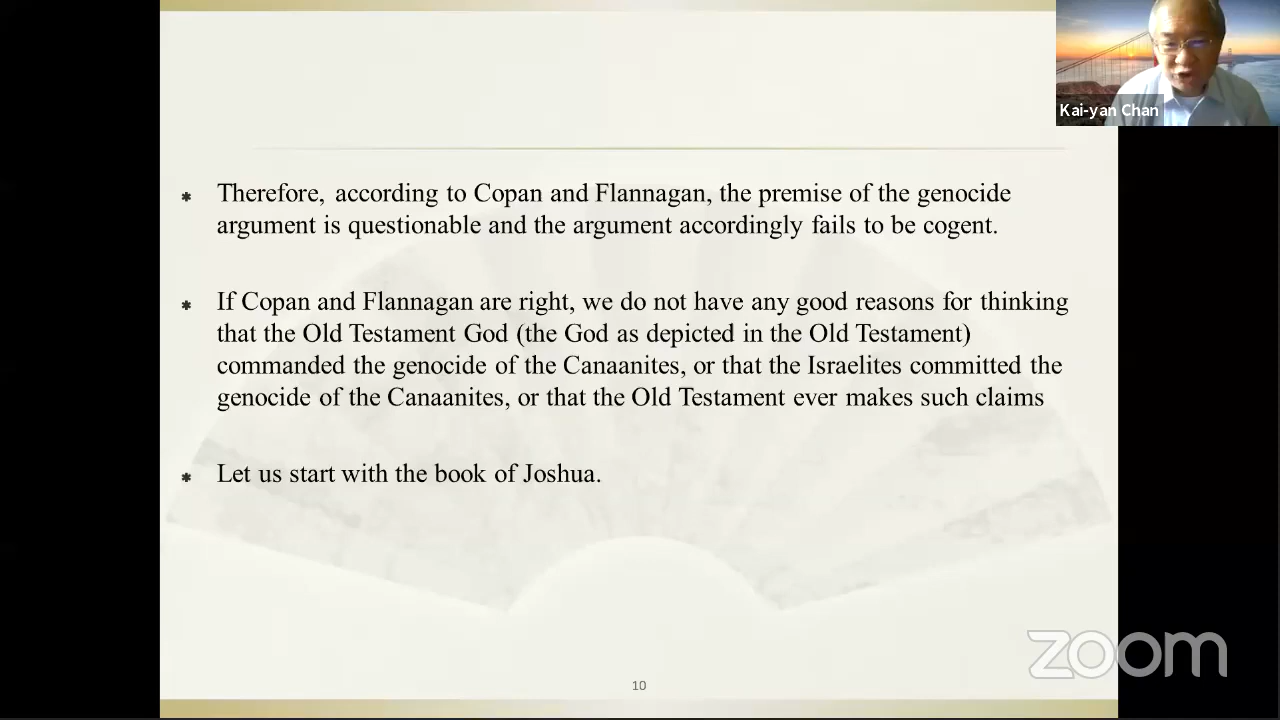 Kai-yan Chan
Therefore, according to Copan and Flannagan, the premise of the genocide
argument is questionable and the argument accordingly fails to be cogent.
If Copan and Flannagan are right, we do not have any good reasons for thinking
that the Old Testament God (the God as depicted in the Old Testament)
commanded the genocide of the Canaanites, or that the Israelites committed the
genocide of the Canaanites, or that the Old Testament ever makes such claims
Let us start with the book of Joshua.
zoom
10